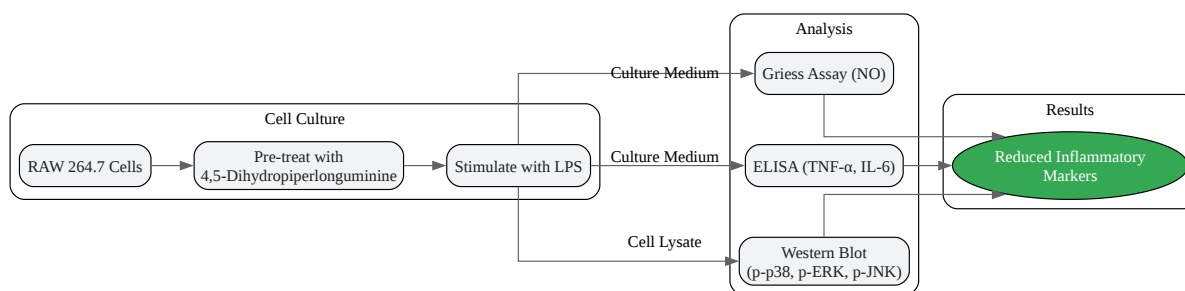 Cell Culture
RAW 264.7 Cells
Pre-treat with
4,5-Dihydropiperlonguminine
Stimulate with LPS
Culture Medium
Culture Medium
Cell Lysate
Analysis
Griess Assay (NO)
ELISA (TNF-α, IL-6)
Western Blot
(p-p38, p-ERK, p-JNK)
Results
Reduced Inflammatory
Markers